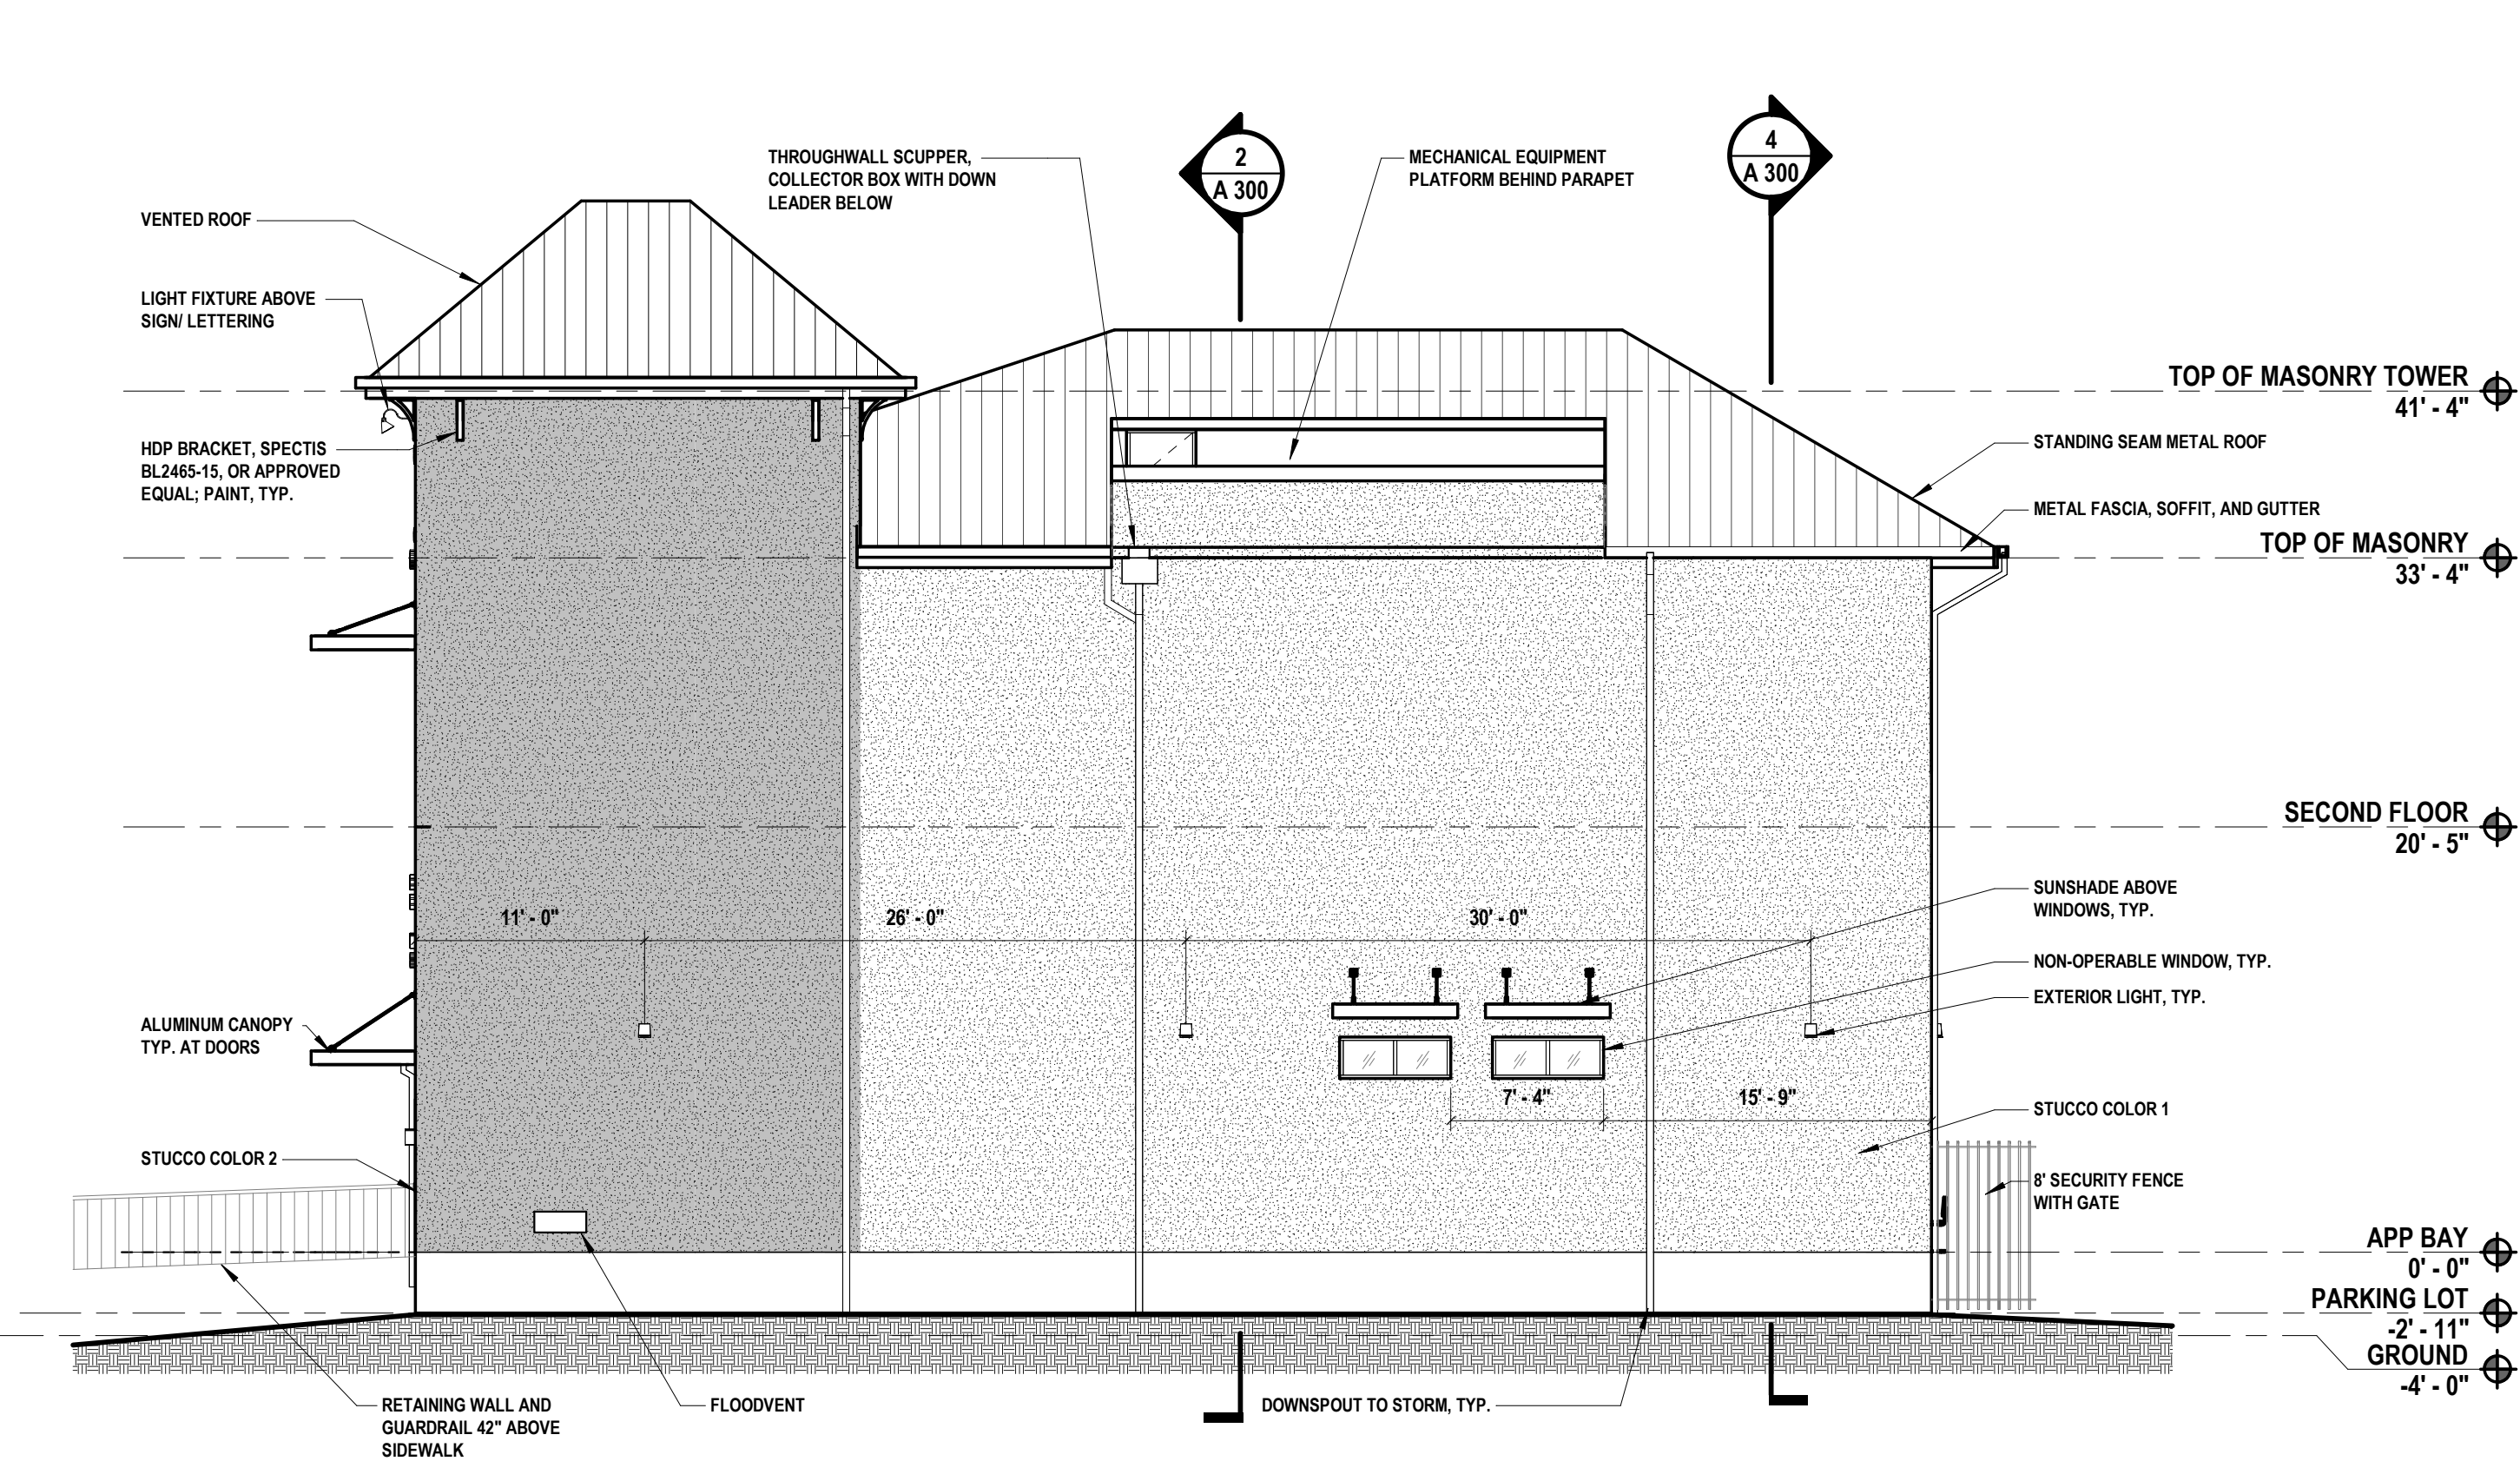 THROUGHWALL SCUPPER,
COLLECTOR BOX WITH DOWN
LEADER BELOW
2
A 300
MECHANICAL EQUIPMENT
PLATFORM BEHIND PARAPET
4
A 300
VENTED ROOF
LIGHT FIXTURE ABOVE
SIGN/ LETTERING
HDP BRACKET, SPECTIS
BL2465-15, OR APPROVED
EQUAL; PAINT, TYP.
TOP OF MASONRY TOWER
41' - 4"
STANDING SEAM METAL ROOF
METAL FASCIA, SOFFIT, AND GUTTER
TOP OF MASONRY
33' - 4"
SECOND FLOOR
20' - 5"
11' - 0"
26' - 0"
30' - 0"
SUNSHADE ABOVE
WINDOWS, TYP.
NON-OPERABLE WINDOW, TYP.
EXTERIOR LIGHT, TYP.
ALUMINUM CANOPY
TYP. AT DOORS
7' - 4"
15' - 9"
STUCCO COLOR 1
STUCCO COLOR 2
8' SECURITY FENCE
WITH GATE
APP BAY
0' - 0"
PARKING LOT
-2' - 11"
GROUND
-4' - 0"
RETAINING WALL AND
GUARDRAIL 42" ABOVE
SIDEWALK
FLOODVENT
DOWNSPOUT TO STORM, TYP.